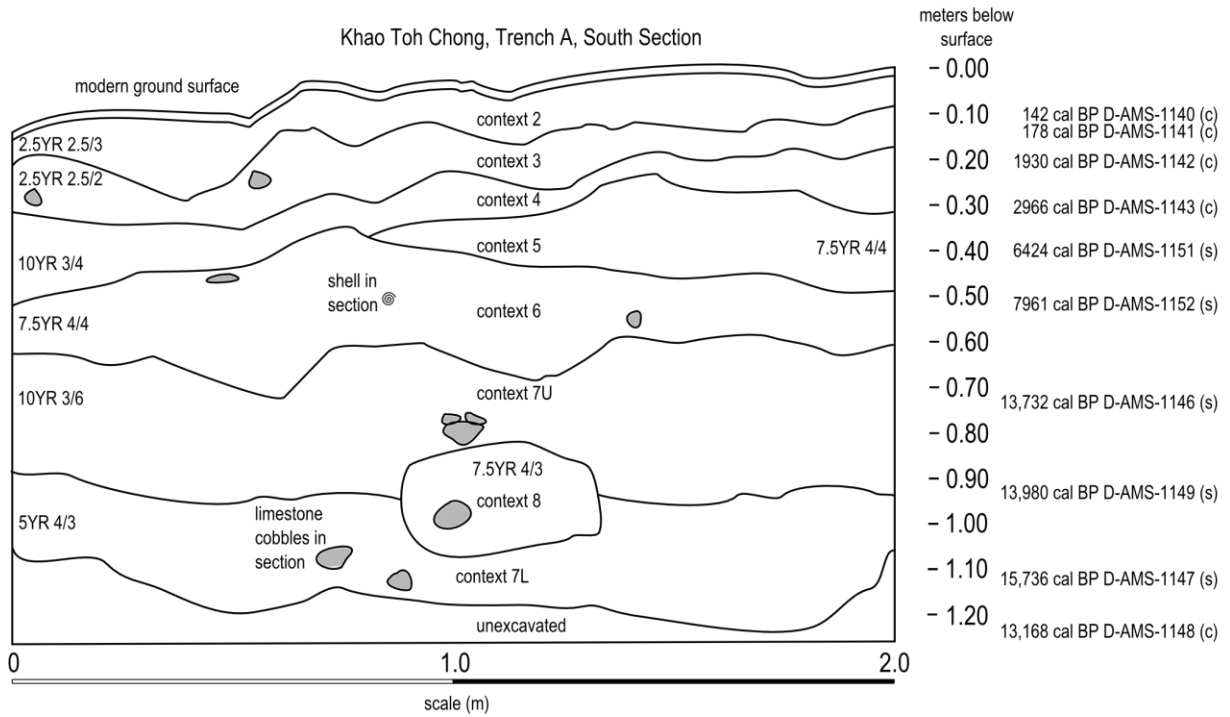 Khao Toh Chong, Trench A, South Section
meters below
surface
modern ground surface
2.5YR 2.5/3
2.5YR 2.5/2
10YR 3/4
7.5YR 4/4
10YR 3/6
5YR 4/3
context 2
context 3
context 4
context 5
7.5YR 4/4
shell in
section
context 6
context 7U
7.5YR 4/3
context 8
limestone
cobbles in
section
context 7L
unexcavated
– 0.00
– 0.10
– 0.20
– 0.30
– 0.40
– 0.50
– 0.60
– 0.70
– 0.80
– 0.90
– 1.00
– 1.10
– 1.20
142 cal BP D-AMS-1140 (c)
178 cal BP D-AMS-1141 (c)
1930 cal BP D-AMS-1142 (c)
2966 cal BP D-AMS-1143 (c)
6424 cal BP D-AMS-1151 (s)
7961 cal BP D-AMS-1152 (s)
13,732 cal BP D-AMS-1146 (s)
13,980 cal BP D-AMS-1149 (s)
15,736 cal BP D-AMS-1147 (s)
13,168 cal BP D-AMS-1148 (c)
0 1.0 2.0
scale (m)